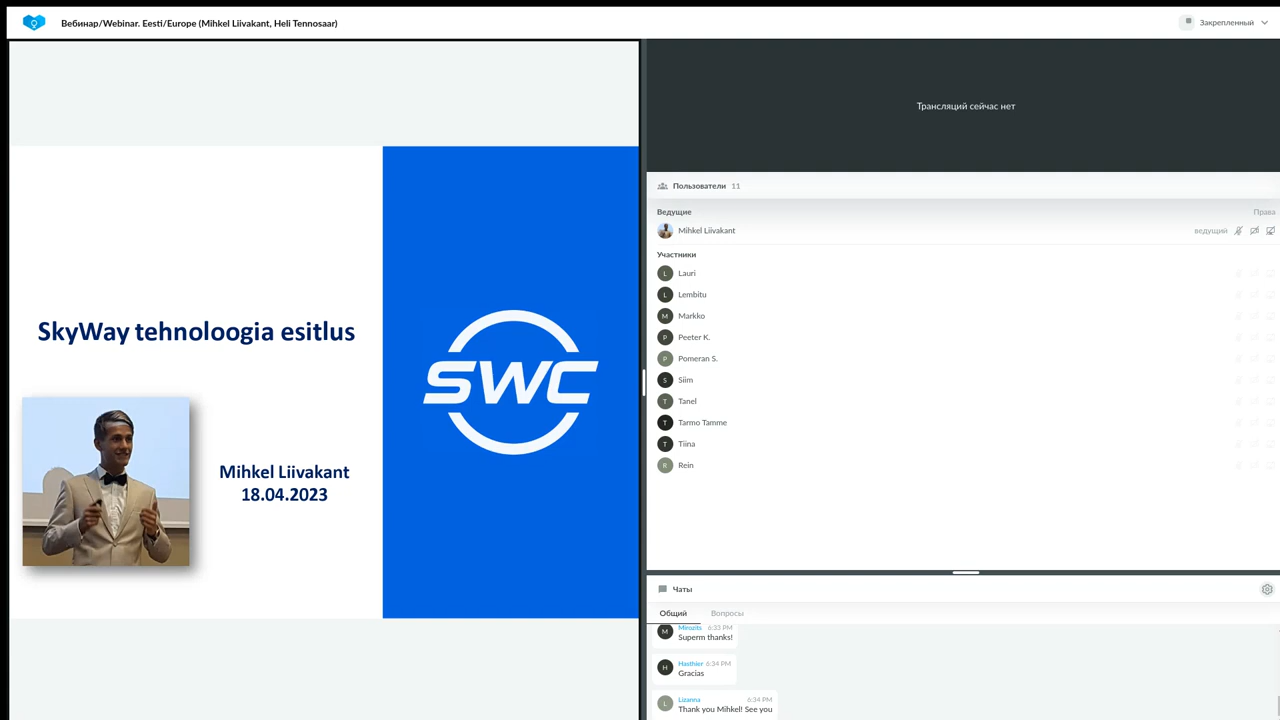 Вебинар/Webinar. Eesti/Europe (Mihkel Liivakant, Heli Tennosaar)
Закрепленный
SkyWay tehnoloogia esitlus
Mihkel Liivakant
18.04.2023
SWC
Трансляций сейчас нет
Пользователи 11
Ведущие Права
Mihkel Liivakant ведущий
Участники
L Lauri
L Lembitu
M Markko
P Peeter K.
P Pomeran S.
S Siim
T Tanel
T Tarmo Tamme
T Tiina
R Rein
Чаты
Общий Вопросы
M Mirozits 6:33 PM
Superm thanks!
H Hasthier 6:34 PM
Gracias
L Lizanna 6:34 PM
Thank you Mihkel! See you